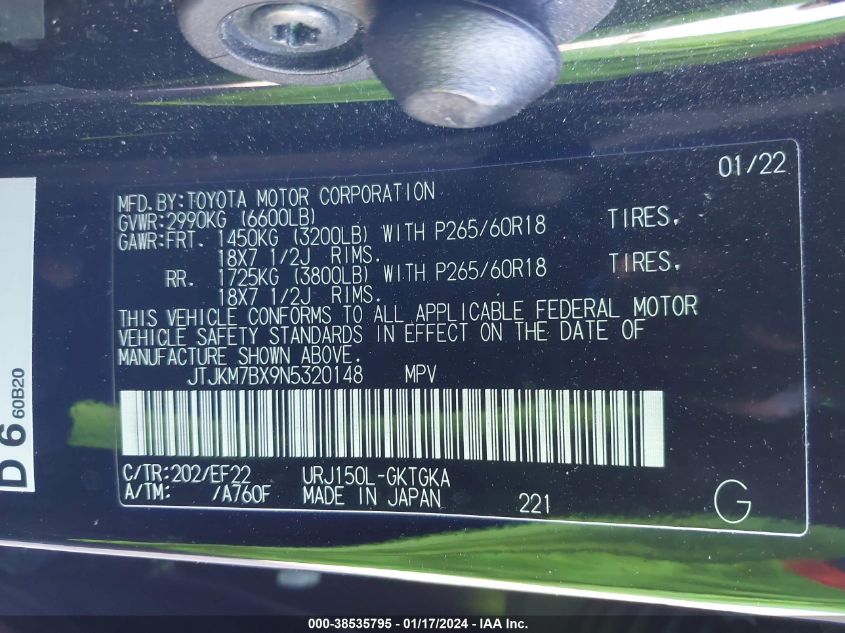 01/22
MFD.BY:TOYOTA MOTOR CORPORATION
GVWR:2990KG (6600LB)
GAWR:FRT. 1450KG (3200LB) WITH P265/60R18 TIRES,
18X7 1/2J RIMS.
RR. 1725KG (3800LB) WITH P265/60R18 TIRES,
18X7 1/2J RIMS.
THIS VEHICLE CONFORMS TO ALL APPLICABLE FEDERAL MOTOR
VEHICLE SAFETY STANDARDS IN EFFECT ON THE DATE OF
MANUFACTURE SHOWN ABOVE.
JTJKM7BX9N5320148 MPV
C/TR:202/EF22 URJ150L-GKTGKA
A/TM: /A760F MADE IN JAPAN 221 G
D 6 60B20
000-38535795 - 01/17/2024 - IAA Inc.